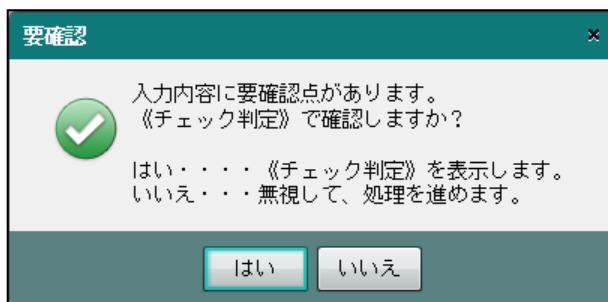 要確認
×
入力内容に要確認点があります。
《チェック判定》で確認しますか？
はい・・・・《チェック判定》を表示します。
いいえ・・・無視して、処理を進めます。
はい
いいえ